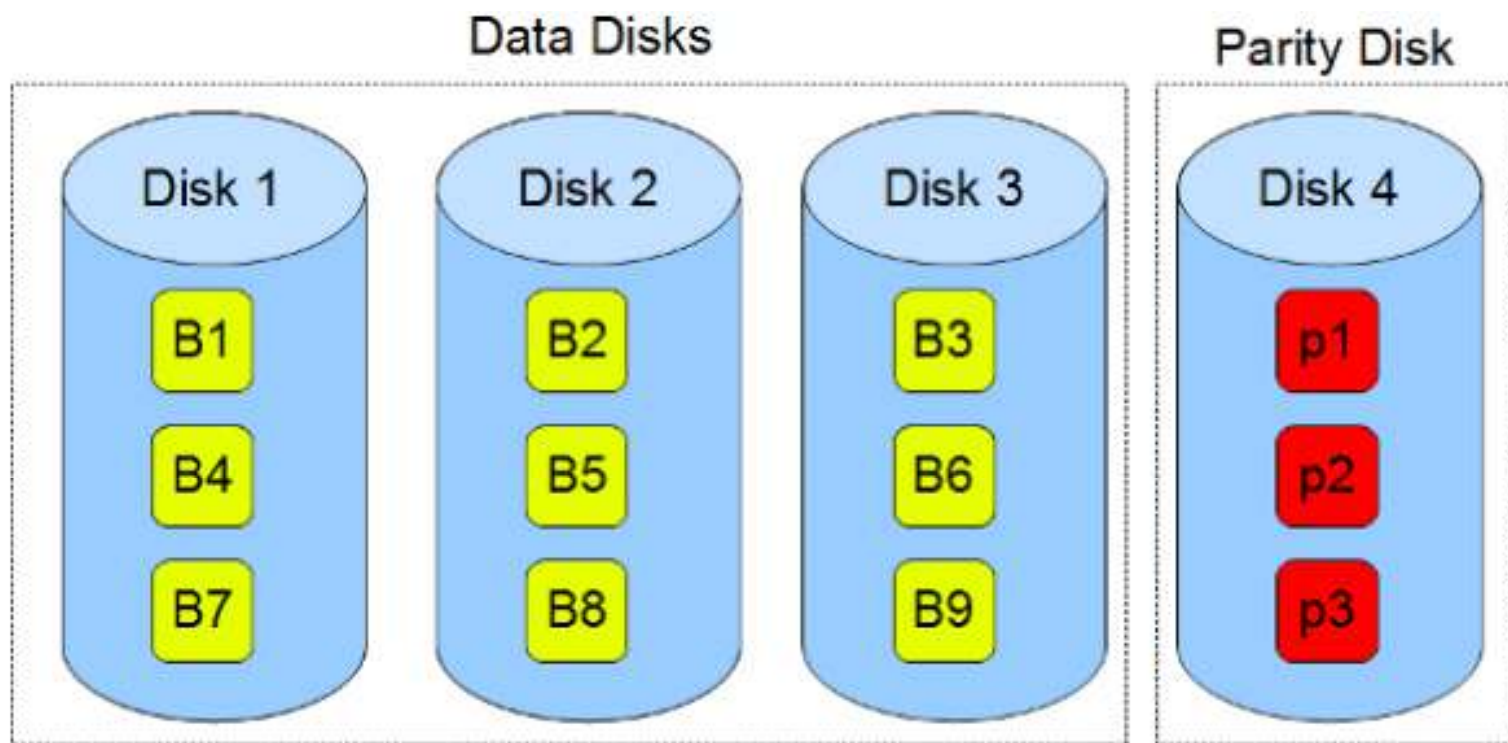 Data Disks
Parity Disk
Disk 1
Disk 2
Disk 3
Disk 4
B1
B2
B3
p1
B4
B5
B6
p2
B7
B8
B9
p3